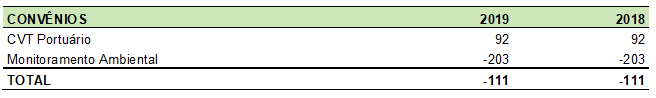 CONVÊNIOS 2019 2018
CVT Portuário 92 92
Monitoramento Ambiental -203 -203
TOTAL -111 -111